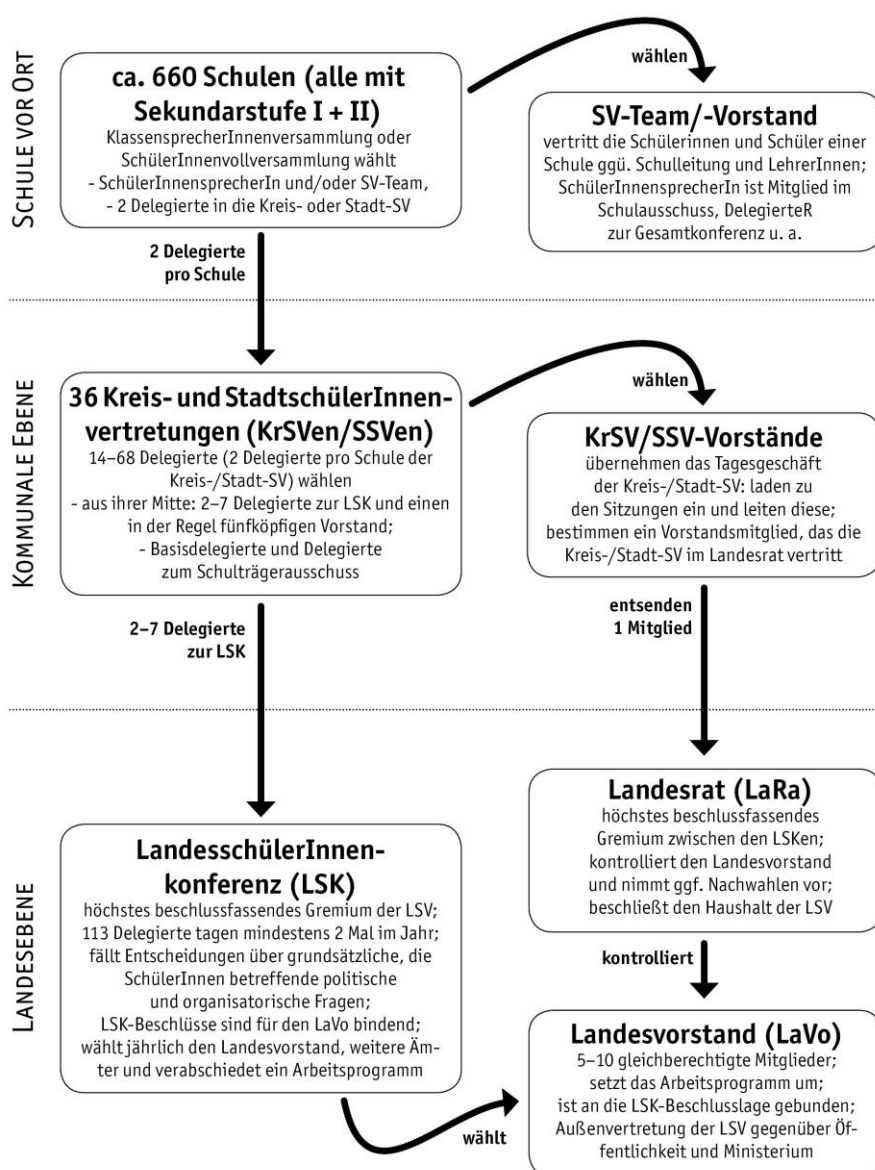 SCHULE VOR ORT
ca. 660 Schulen (alle mit
Sekundarstufe I + II)
KlassensprecherInnenversammlung oder
SchülerInnenvollversammlung wählt
- SchülerInnensprecherIn und/oder SV-Team,
- 2 Delegierte in die Kreis- oder Stadt-SV
wählen
SV-Team/-Vorstand
vertritt die Schülerinnen und Schüler einer
Schule ggü. Schulleitung und LehrerInnen;
SchülerInnensprecherIn ist Mitglied im
Schulausschuss, DelegierteR
zur Gesamtkonferenz u. a.
2 Delegierte
pro Schule
KOMMUNALE EBENE
36 Kreis- und StadtschülerInnen-
vertretungen (KrSVen/SSVen)
14–68 Delegierte (2 Delegierte pro Schule der
Kreis-/Stadt-SV) wählen
- aus ihrer Mitte: 2–7 Delegierte zur LSK und einen
in der Regel fünfköpfigen Vorstand;
- Basisdelegierte und Delegierte
zum Schulträgerausschuss
wählen
KrSV/SSV-Vorstände
übernehmen das Tagesgeschäft
der Kreis-/Stadt-SV: laden zu
den Sitzungen ein und leiten diese;
bestimmen ein Vorstandsmitglied, das die
Kreis-/Stadt-SV im Landesrat vertritt
2–7 Delegierte
zur LSK
entsenden
1 Mitglied
LANDESEBENE
LandesschülerInnen-
konferenz (LSK)
höchstes beschlussfassendes Gremium der LSV;
113 Delegierte tagen mindestens 2 Mal im Jahr;
fällt Entscheidungen über grundsätzliche, die
SchülerInnen betreffende politische
und organisatorische Fragen;
LSK-Beschlüsse sind für den LaVo bindend;
wählt jährlich den Landesvorstand, weitere Äm-
ter und verabschiedet ein Arbeitsprogramm
Landesrat (LaRa)
höchstes beschlussfassendes
Gremium zwischen den LSKen;
kontrolliert den Landesvorstand
und nimmt ggf. Nachwahlen vor;
beschließt den Haushalt der LSV
kontrolliert
wählt
Landesvorstand (LaVo)
5–10 gleichberechtigte Mitglieder;
setzt das Arbeitsprogramm um;
ist an die LSK-Beschlusslage gebunden;
Außenvertretung der LSV gegenüber Öf-
fentlichkeit und Ministerium